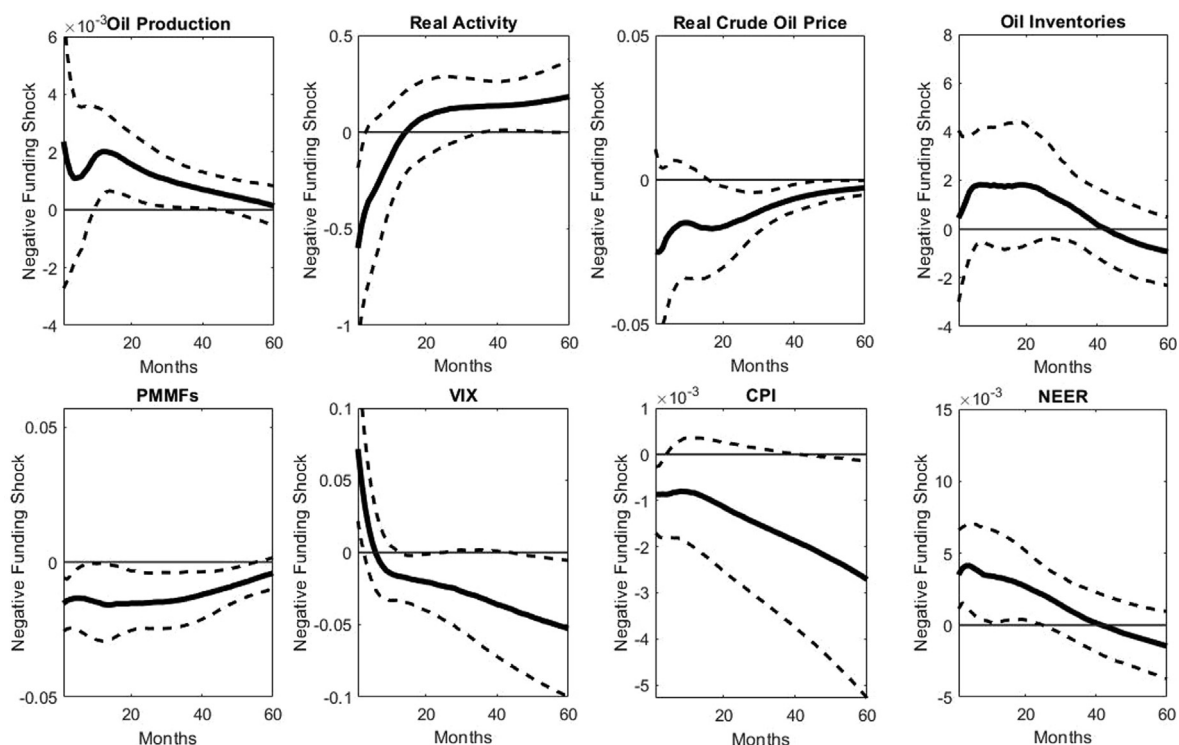 ×10⁻³ Oil Production
Real Activity
Real Crude Oil Price
Oil Inventories
Negative Funding Shock
6
4
2
0
-2
-4
20 40 60
Months
Negative Funding Shock
0.5
0
-0.5
-1
20 40 60
Months
Negative Funding Shock
0.05
0
-0.05
20 40 60
Months
Negative Funding Shock
8
6
4
2
0
-2
-4
20 40 60
Months
PMMFs
VIX
CPI
NEER
Negative Funding Shock
0.05
0
-0.05
20 40 60
Months
Negative Funding Shock
0.1
0.05
0
-0.05
-0.1
20 40 60
Months
Negative Funding Shock
×10⁻³
1
0
-1
-2
-3
-4
-5
20 40 60
Months
Negative Funding Shock
×10⁻³
15
10
5
0
-5
20 40 60
Months